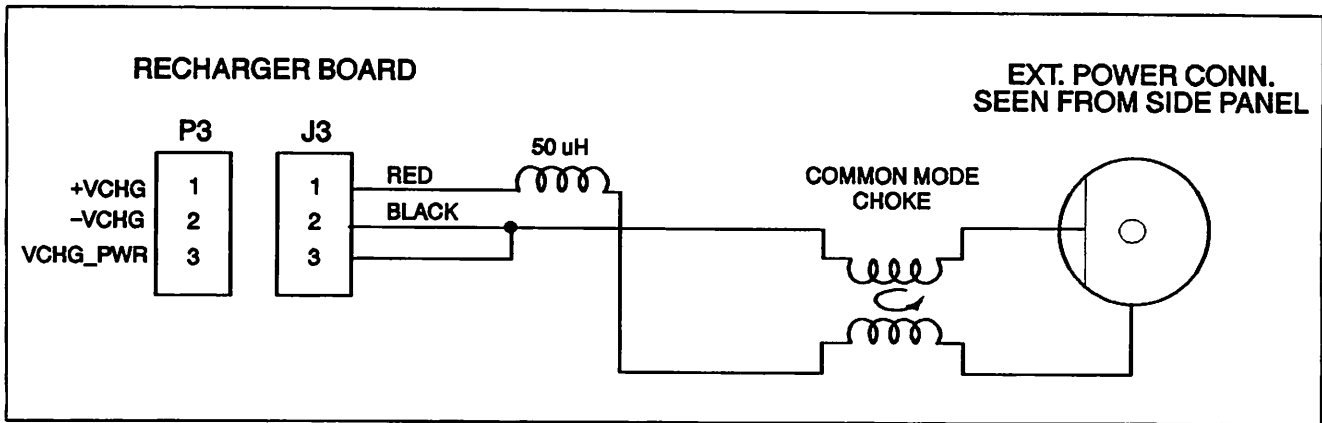 RECHARGER BOARD
EXT. POWER CONN.
SEEN FROM SIDE PANEL
P3
J3
50 uH
COMMON MODE
CHOKE
+VCHG
1
1
RED
–VCHG
2
2
BLACK
VCHG_PWR
3
3